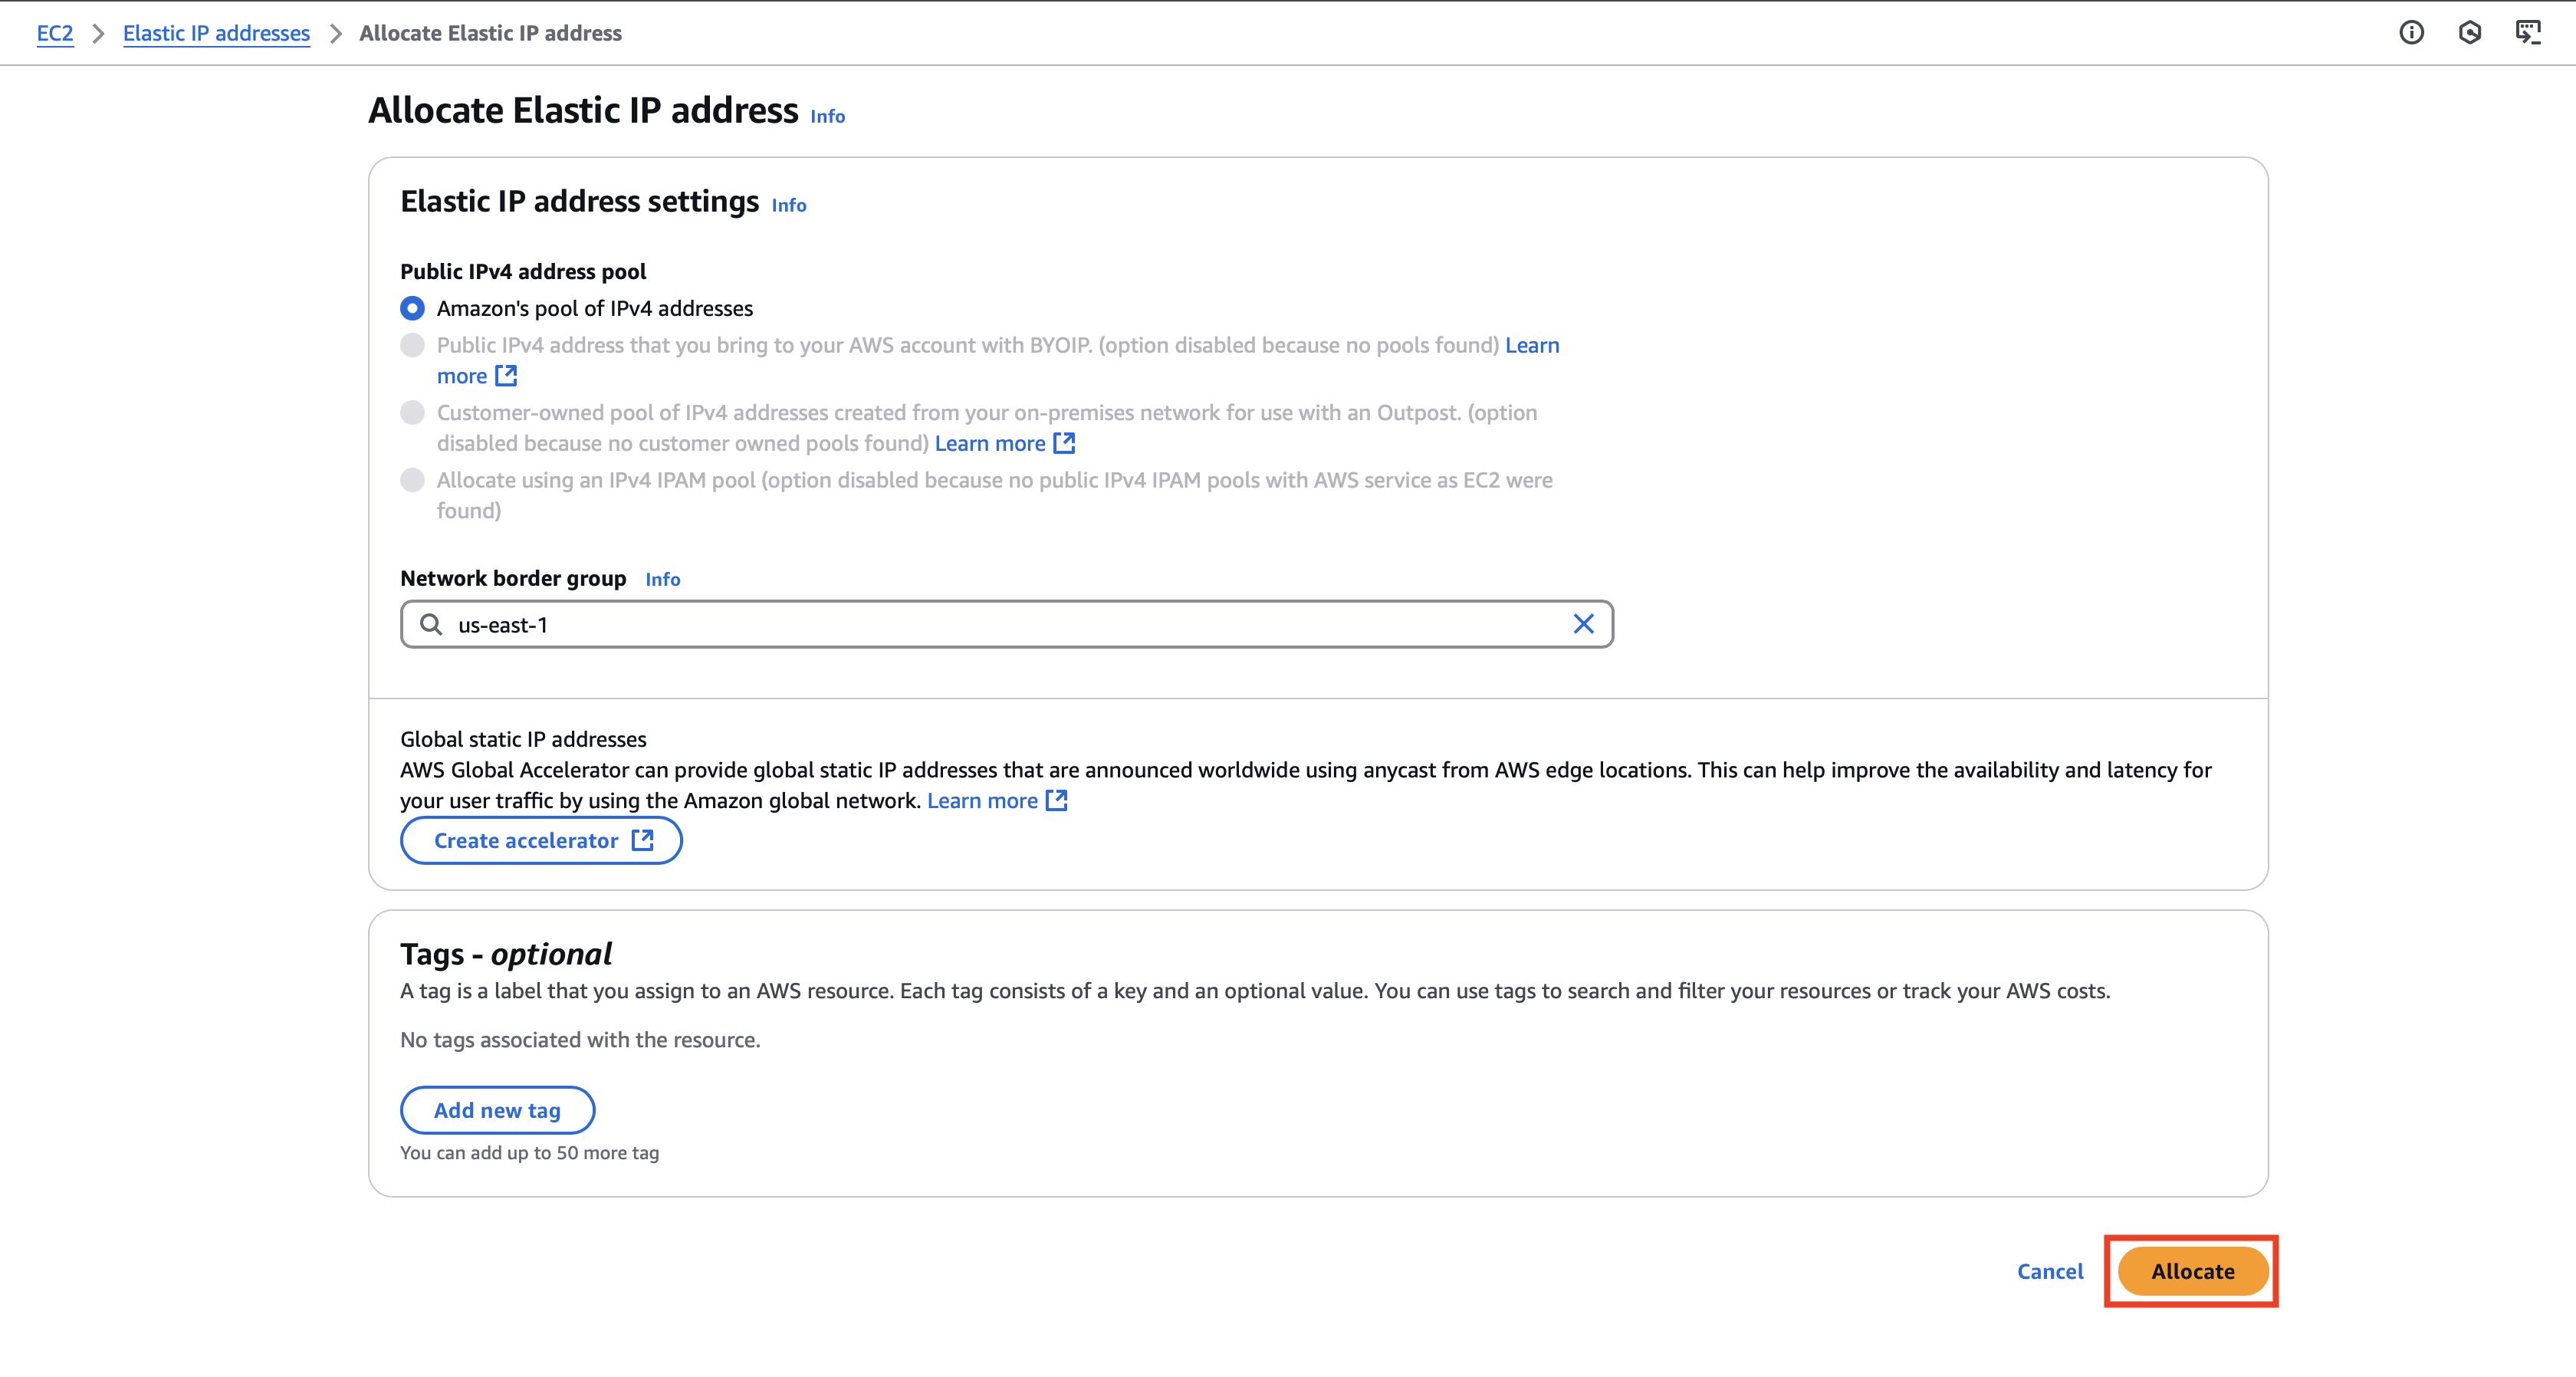 EC2 > Elastic IP addresses > Allocate Elastic IP address
Allocate Elastic IP address Info
Elastic IP address settings Info
Public IPv4 address pool
Amazon's pool of IPv4 addresses
Public IPv4 address that you bring to your AWS account with BYOIP. (option disabled because no pools found) Learn
more
Customer-owned pool of IPv4 addresses created from your on-premises network for use with an Outpost. (option
disabled because no customer owned pools found) Learn more
Allocate using an IPv4 IPAM pool (option disabled because no public IPv4 IPAM pools with AWS service as EC2 were
found)
Network border group Info
us-east-1
Global static IP addresses
AWS Global Accelerator can provide global static IP addresses that are announced worldwide using anycast from AWS edge locations. This can help improve the availability and latency for
your user traffic by using the Amazon global network. Learn more
Create accelerator
Tags - optional
A tag is a label that you assign to an AWS resource. Each tag consists of a key and an optional value. You can use tags to search and filter your resources or track your AWS costs.
No tags associated with the resource.
Add new tag
You can add up to 50 more tag
Cancel Allocate